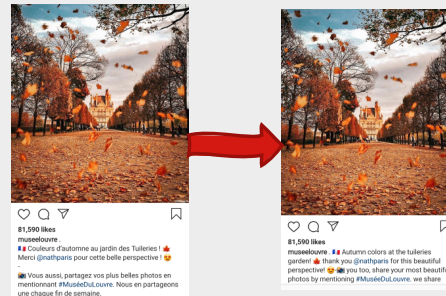 81,590 likes
museelouvre .
🇫🇷 Couleurs d'automne au jardin des Tuileries ! 🍁
Merci @nathparis pour cette belle perspective ! 😍
-
📷 Vous aussi, partagez vos plus belles photos en
mentionnant #MuséeDuLouvre. Nous en partageons
une chaque fin de semaine.
81,590 likes
museelouvre . 🇫🇷 Autumn colors at the tuileries
garden! 🍁 thank you @nathparis for this beautiful
perspective! 😍-📷 you too, share your most beautiful
photos by mentioning #MuséeDuLouvre. we share